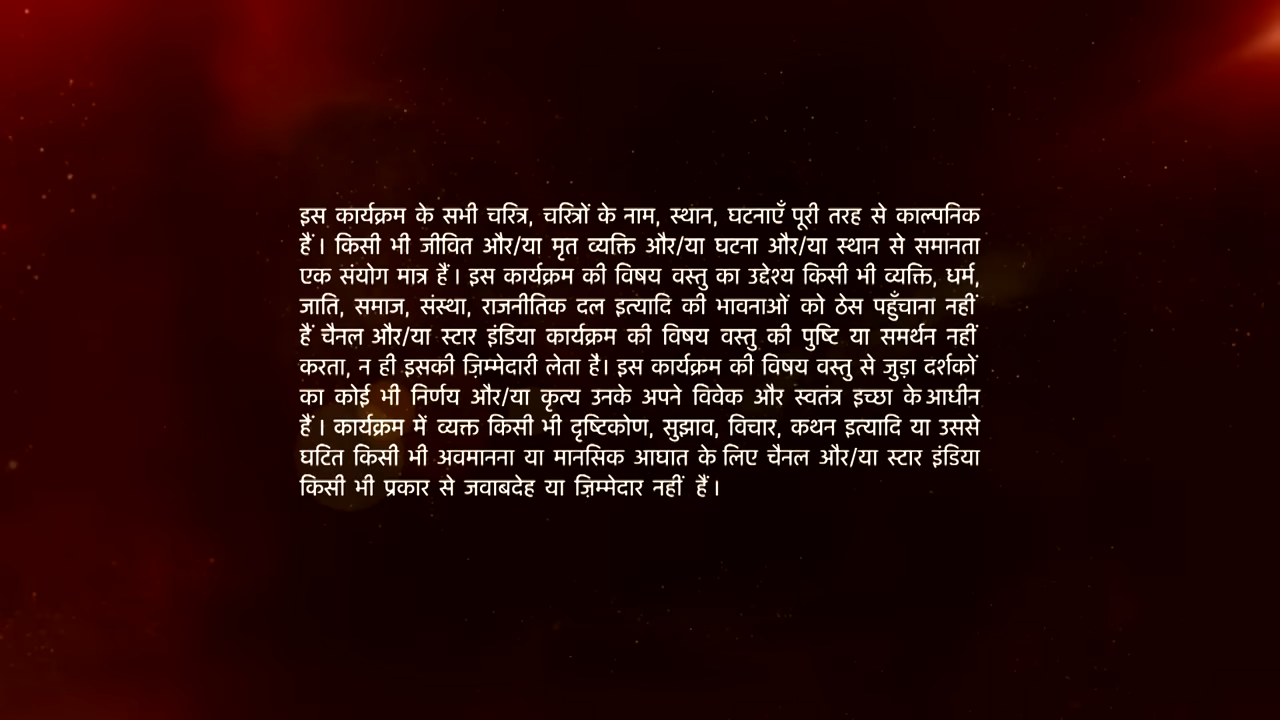 इस कार्यक्रम के सभी चरित्र, चरित्रों के नाम, स्थान, घटनाएँ पूरी तरह से काल्पनिक
हैं । किसी भी जीवित और/या मृत व्यक्ति और/या घटना और/या स्थान से समानता
एक संयोग मात्र हैं । इस कार्यक्रम की विषय वस्तु का उद्देश्य किसी भी व्यक्ति, धर्म,
जाति, समाज, संस्था, राजनीतिक दल इत्यादि की भावनाओं को ठेस पहुँचाना नहीं
हैं चैनल और/या स्टार इंडिया कार्यक्रम की विषय वस्तु की पुष्टि या समर्थन नहीं
करता, न ही इसकी ज़िम्मेदारी लेता है। इस कार्यक्रम की विषय वस्तु से जुड़ा दर्शकों
का कोई भी निर्णय और/या कृत्य उनके अपने विवेक और स्वतंत्र इच्छा के आधीन
हैं । कार्यक्रम में व्यक्त किसी भी दृष्टिकोण, सुझाव, विचार, कथन इत्यादि या उससे
घटित किसी भी अवमानना या मानसिक आघात के लिए चैनल और/या स्टार इंडिया
किसी भी प्रकार से जवाबदेह या ज़िम्मेदार नहीं हैं ।